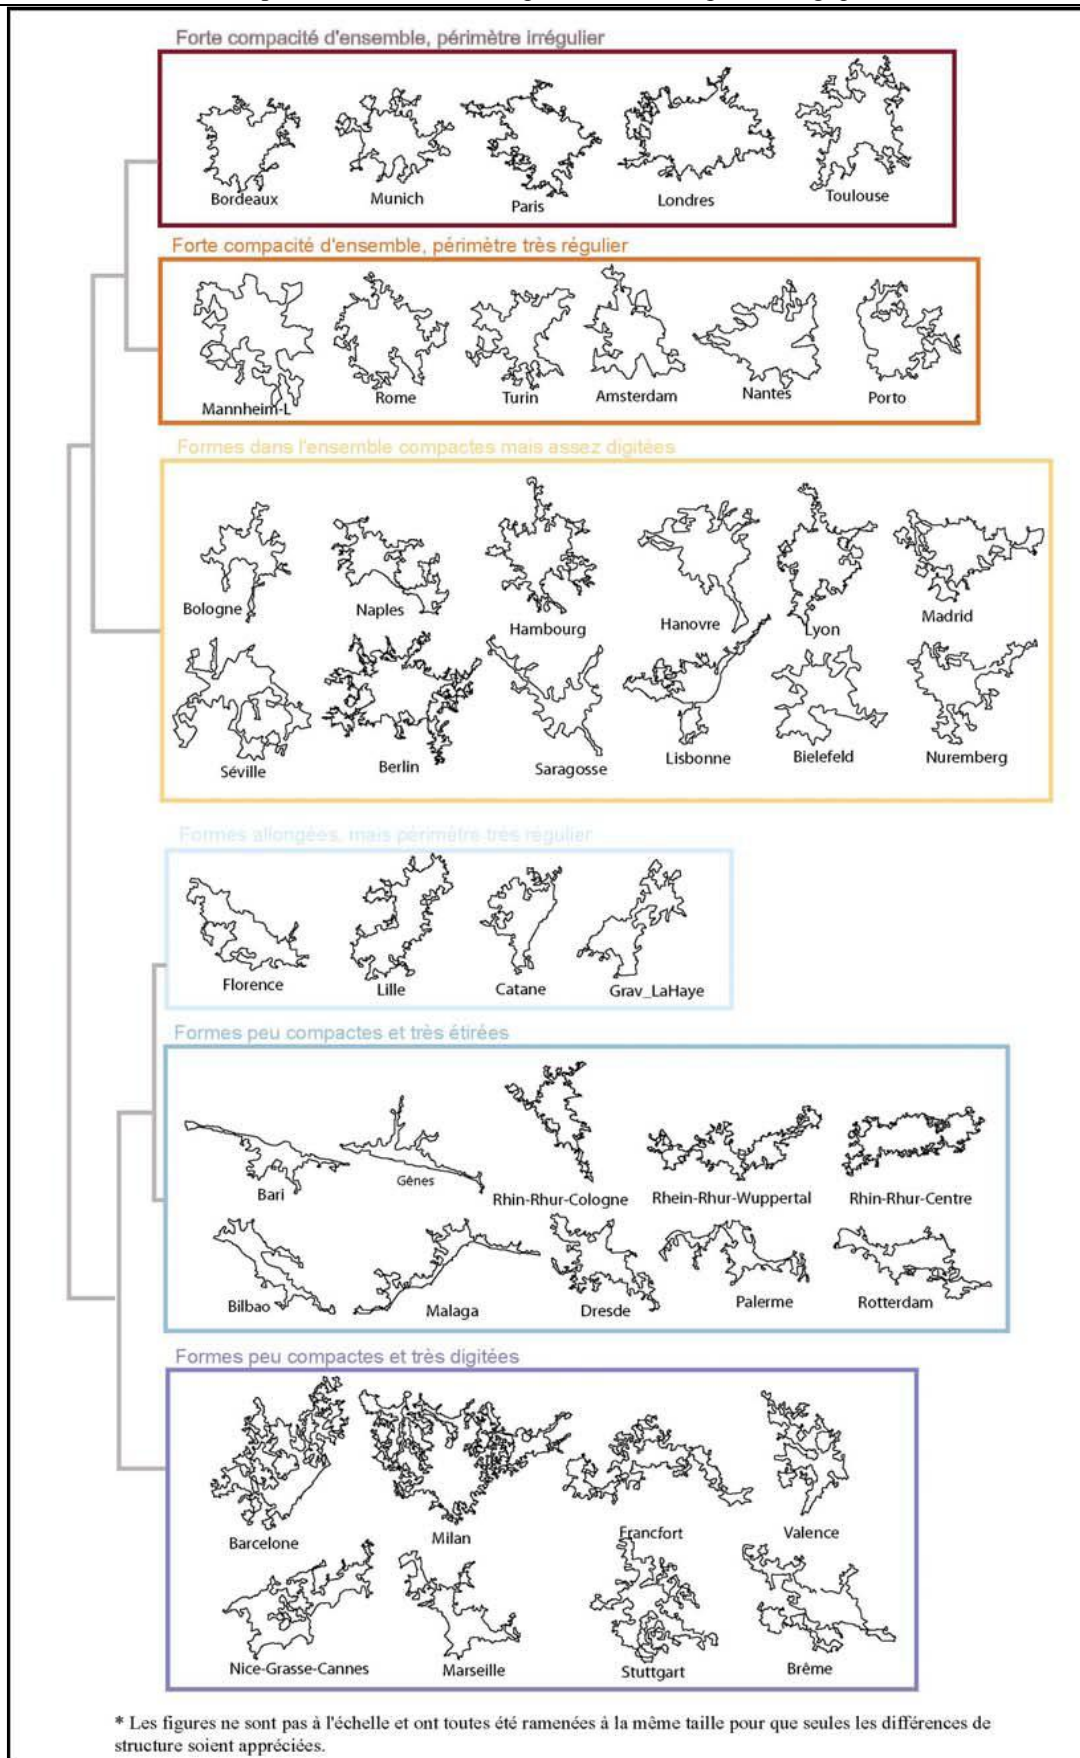 Forte compacité d'ensemble, périmètre irrégulier
Bordeaux Munich Paris Londres Toulouse
Forte compacité d'ensemble, périmètre très régulier
Mannheim-L Rome Turin Amsterdam Nantes Porto
Formes dans l'ensemble compactes mais assez digitées
Bologne Naples Hambourg Hanovre Lyon Madrid
Séville Berlin Saragosse Lisbonne Bielefeld Nuremberg
Formes allongées, mais périmètre très régulier
Florence Lille Catane Grav_LaHaye
Formes peu compactes et très étirées
Bari Gênes Rhin-Rhur-Cologne Rhein-Rhur-Wuppertal Rhin-Rhur-Centre
Bilbao Malaga Dresde Palerme Rotterdam
Formes peu compactes et très digitées
Barcelone Milan Francfort Valence
Nice-Grasse-Cannes Marseille Stuttgart Brême
* Les figures ne sont pas à l'échelle et ont toutes été ramenées à la même taille pour que seules les différences de
structure soient appréciées.